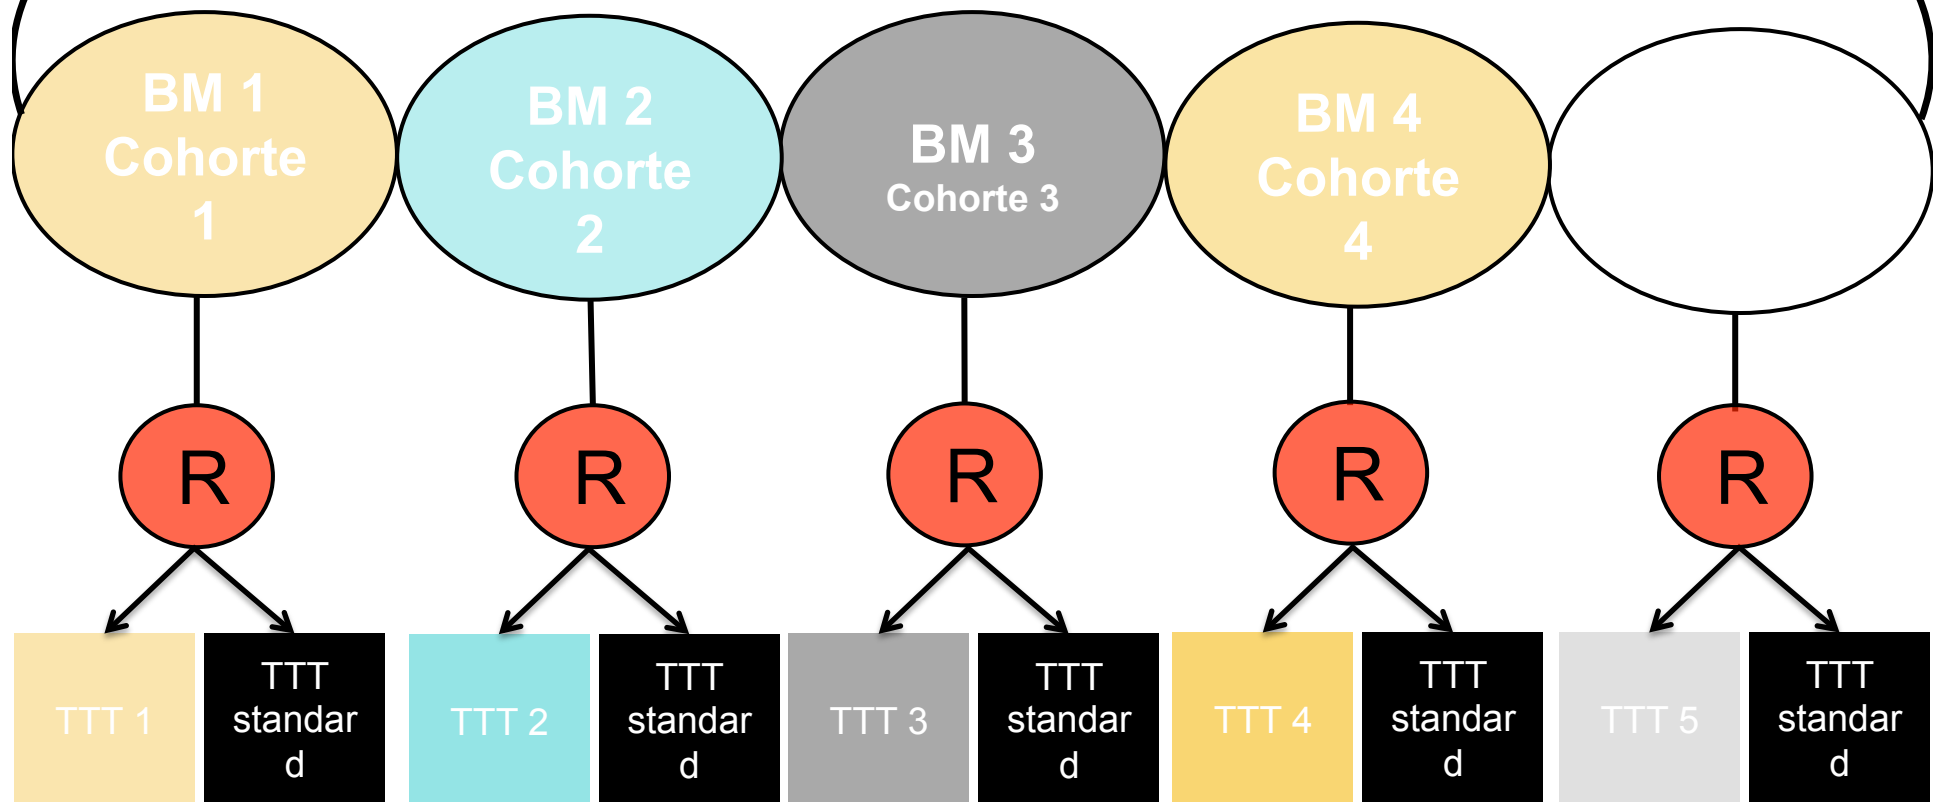 BM 1
Cohorte
1
BM 2
Cohorte
2
BM 3
Cohorte 3
BM 4
Cohorte
4
R
R
R
R
R
TTT 1
TTT
standar
d
TTT 2
TTT
standar
d
TTT 3
TTT
standar
d
TTT 4
TTT
standar
d
TTT 5
TTT
standar
d